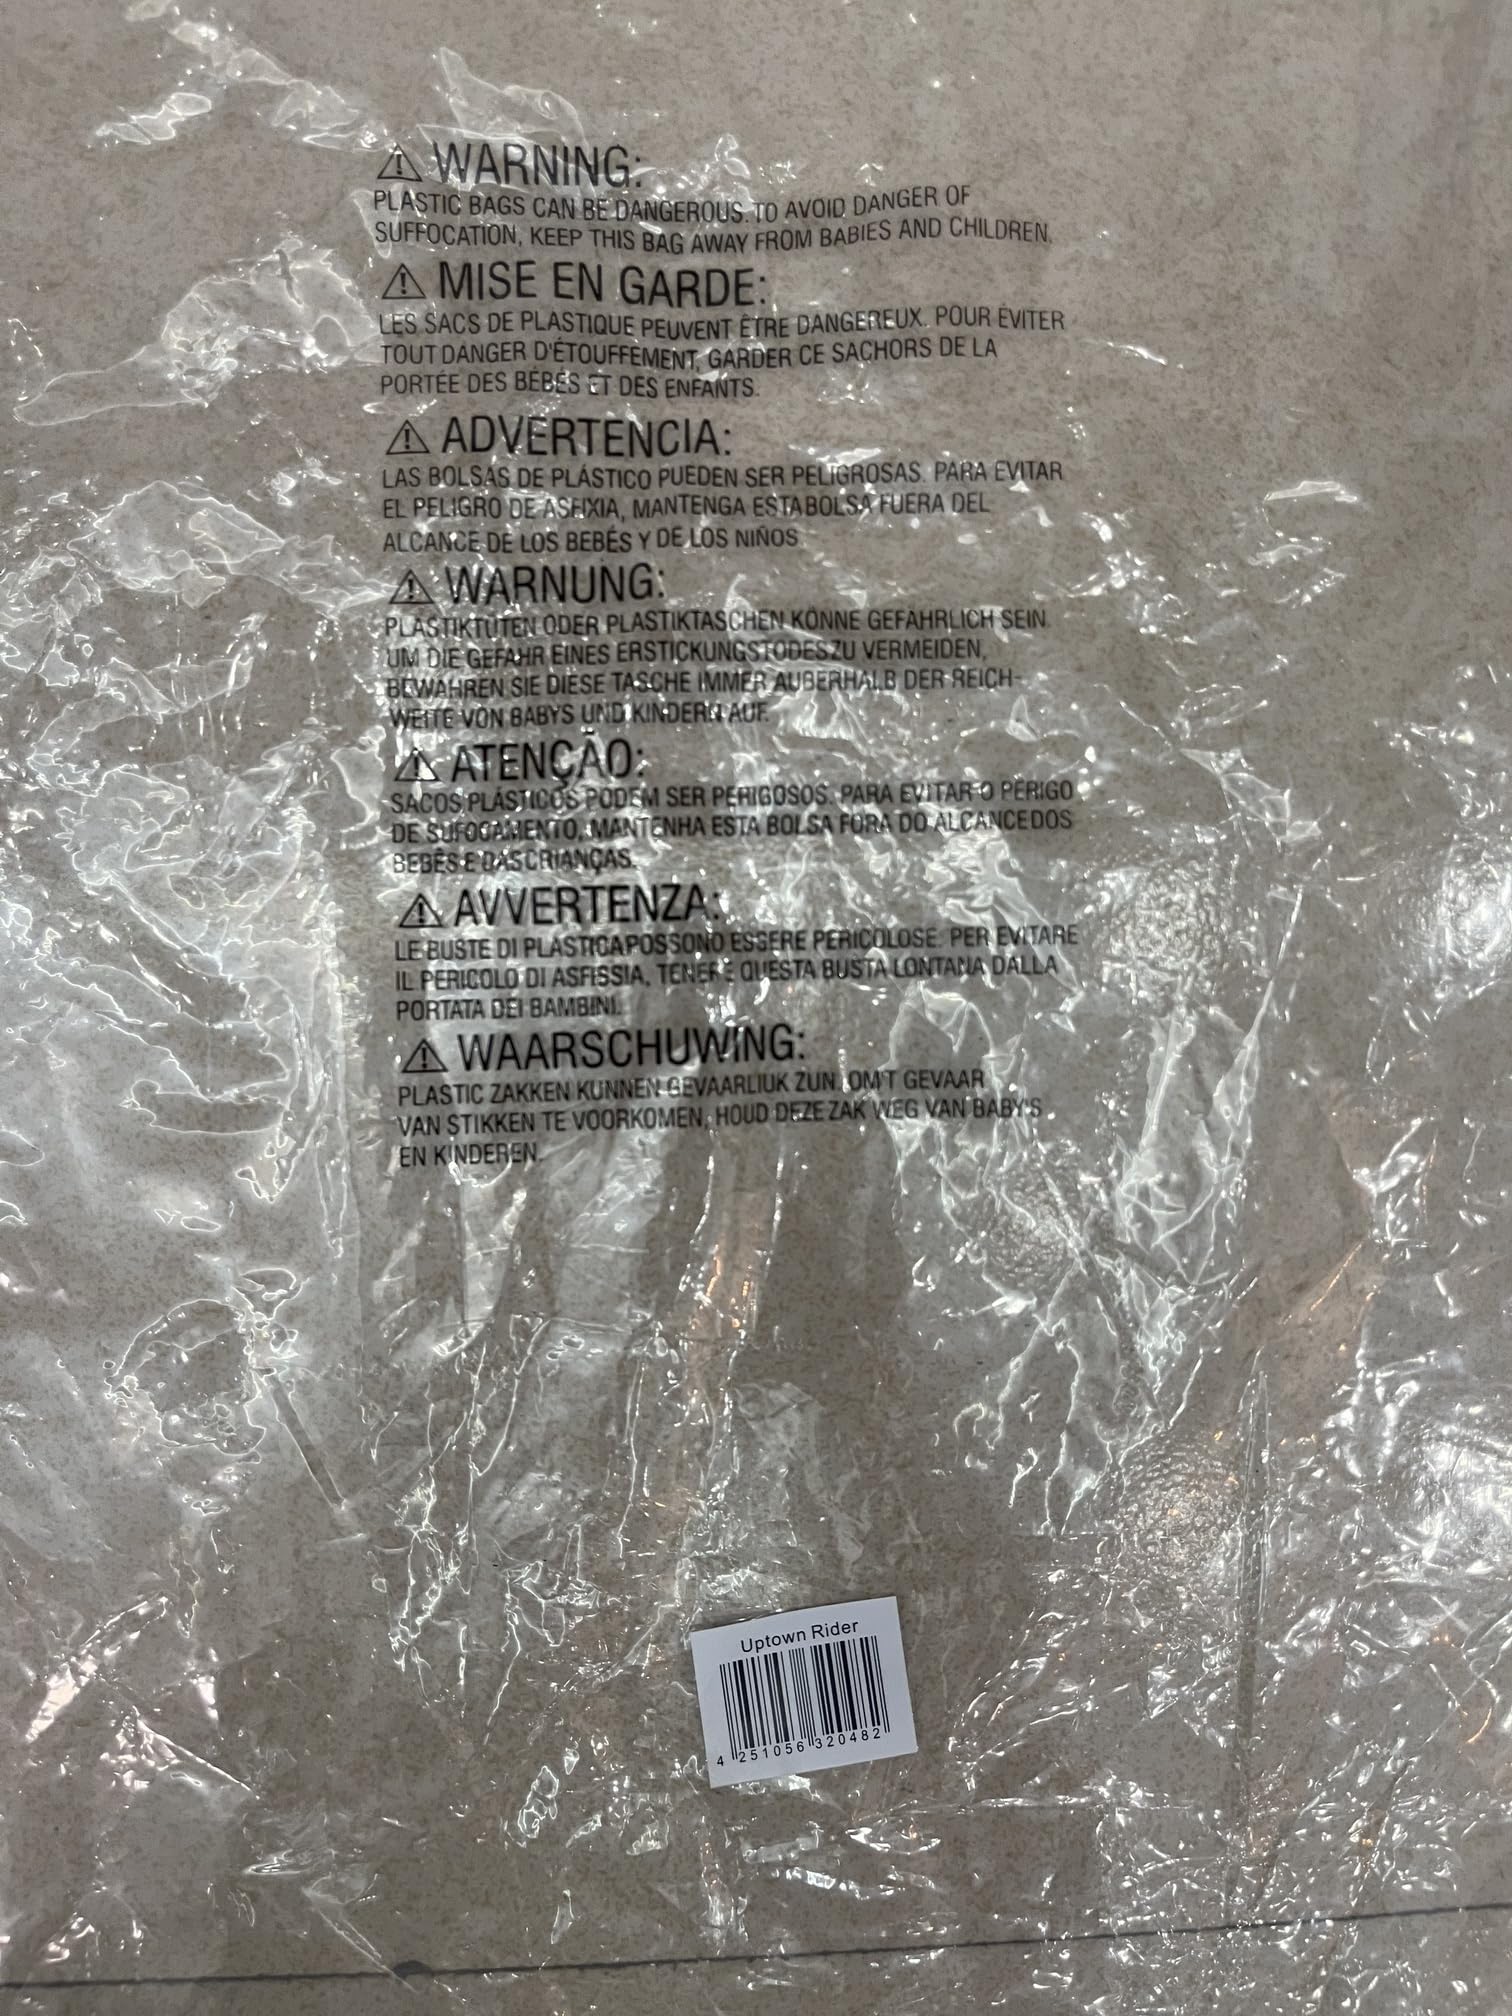 ⚠ WARNING:
PLASTIC BAGS CAN BE DANGEROUS. TO AVOID DANGER OF
SUFFOCATION, KEEP THIS BAG AWAY FROM BABIES AND CHILDREN.
⚠ MISE EN GARDE:
LES SACS DE PLASTIQUE PEUVENT ÊTRE DANGEREUX. POUR ÉVITER
TOUT DANGER D'ÉTOUFFEMENT, GARDER CE SACHORS DE LA
PORTÉE DES BÉBÉS ET DES ENFANTS.
⚠ ADVERTENCIA:
LAS BOLSAS DE PLÁSTICO PUEDEN SER PELIGROSAS. PARA EVITAR
EL PELIGRO DE ASFIXIA, MANTENGA ESTABOLSA FUERA DEL
ALCANCE DE LOS BEBÉS Y DE LOS NIÑOS
⚠ WARNUNG:
PLASTIKTÜTEN ODER PLASTIKTASCHEN KÖNNE GEFAHRLICH SEIN.
UM DIE GEFAHR EINES ERSTICKUNGSTODESZU VERMEIDEN,
BEWAHREN SIE DIESE TASCHE IMMER AUBERHALB DER REICH-
WEITE VON BABYS UND KINDERN AUF.
⚠ ATENÇÃO:
SACOS PLÁSTICOS PODEM SER PERIGOSOS. PARA EVITAR O PERIGO
DE SUFOCAMENTO, MANTENHA ESTA BOLSA FORA DO ALCANCEDOS
BEBÊS E DASCRIANÇAS.
⚠ AVVERTENZA:
LE BUSTE DI PLASTICAPOSSONO ESSERE PERICOLOSE. PER EVITARE
IL PERICOLO DI ASFISSIA, TENERE QUESTA BUSTA LONTANA DALLA
PORTATA DEI BAMBINI.
⚠ WAARSCHUWING:
PLASTIC ZAKKEN KUNNEN GEVAARLIUK ZUN. OM'T GEVAAR
VAN STIKKEN TE VOORKOMEN, HOUD DEZE ZAK WEG VAN BABY'S
EN KINDEREN.
Uptown Rider
4 251056 320482